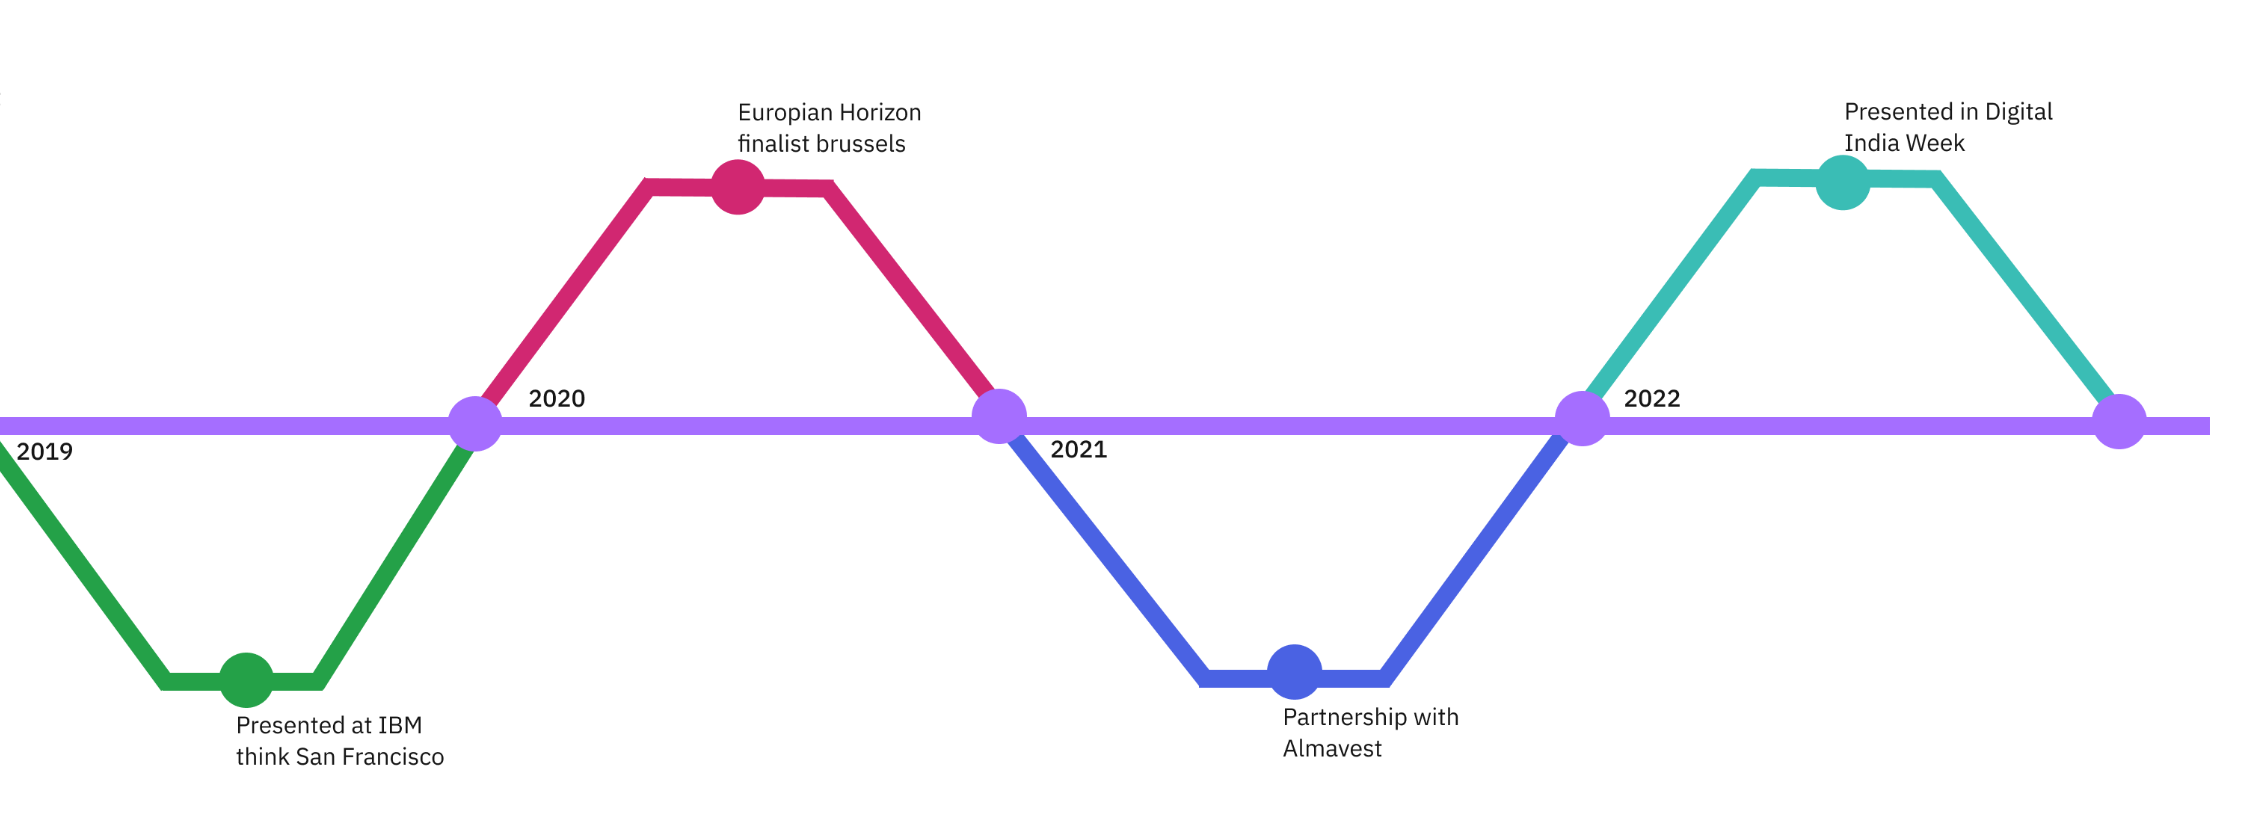 Europian Horizon
finalist brussels
Presented in Digital
India Week
2020
2022
2019
2021
Partnership with
Almavest
Presented at IBM
think San Francisco